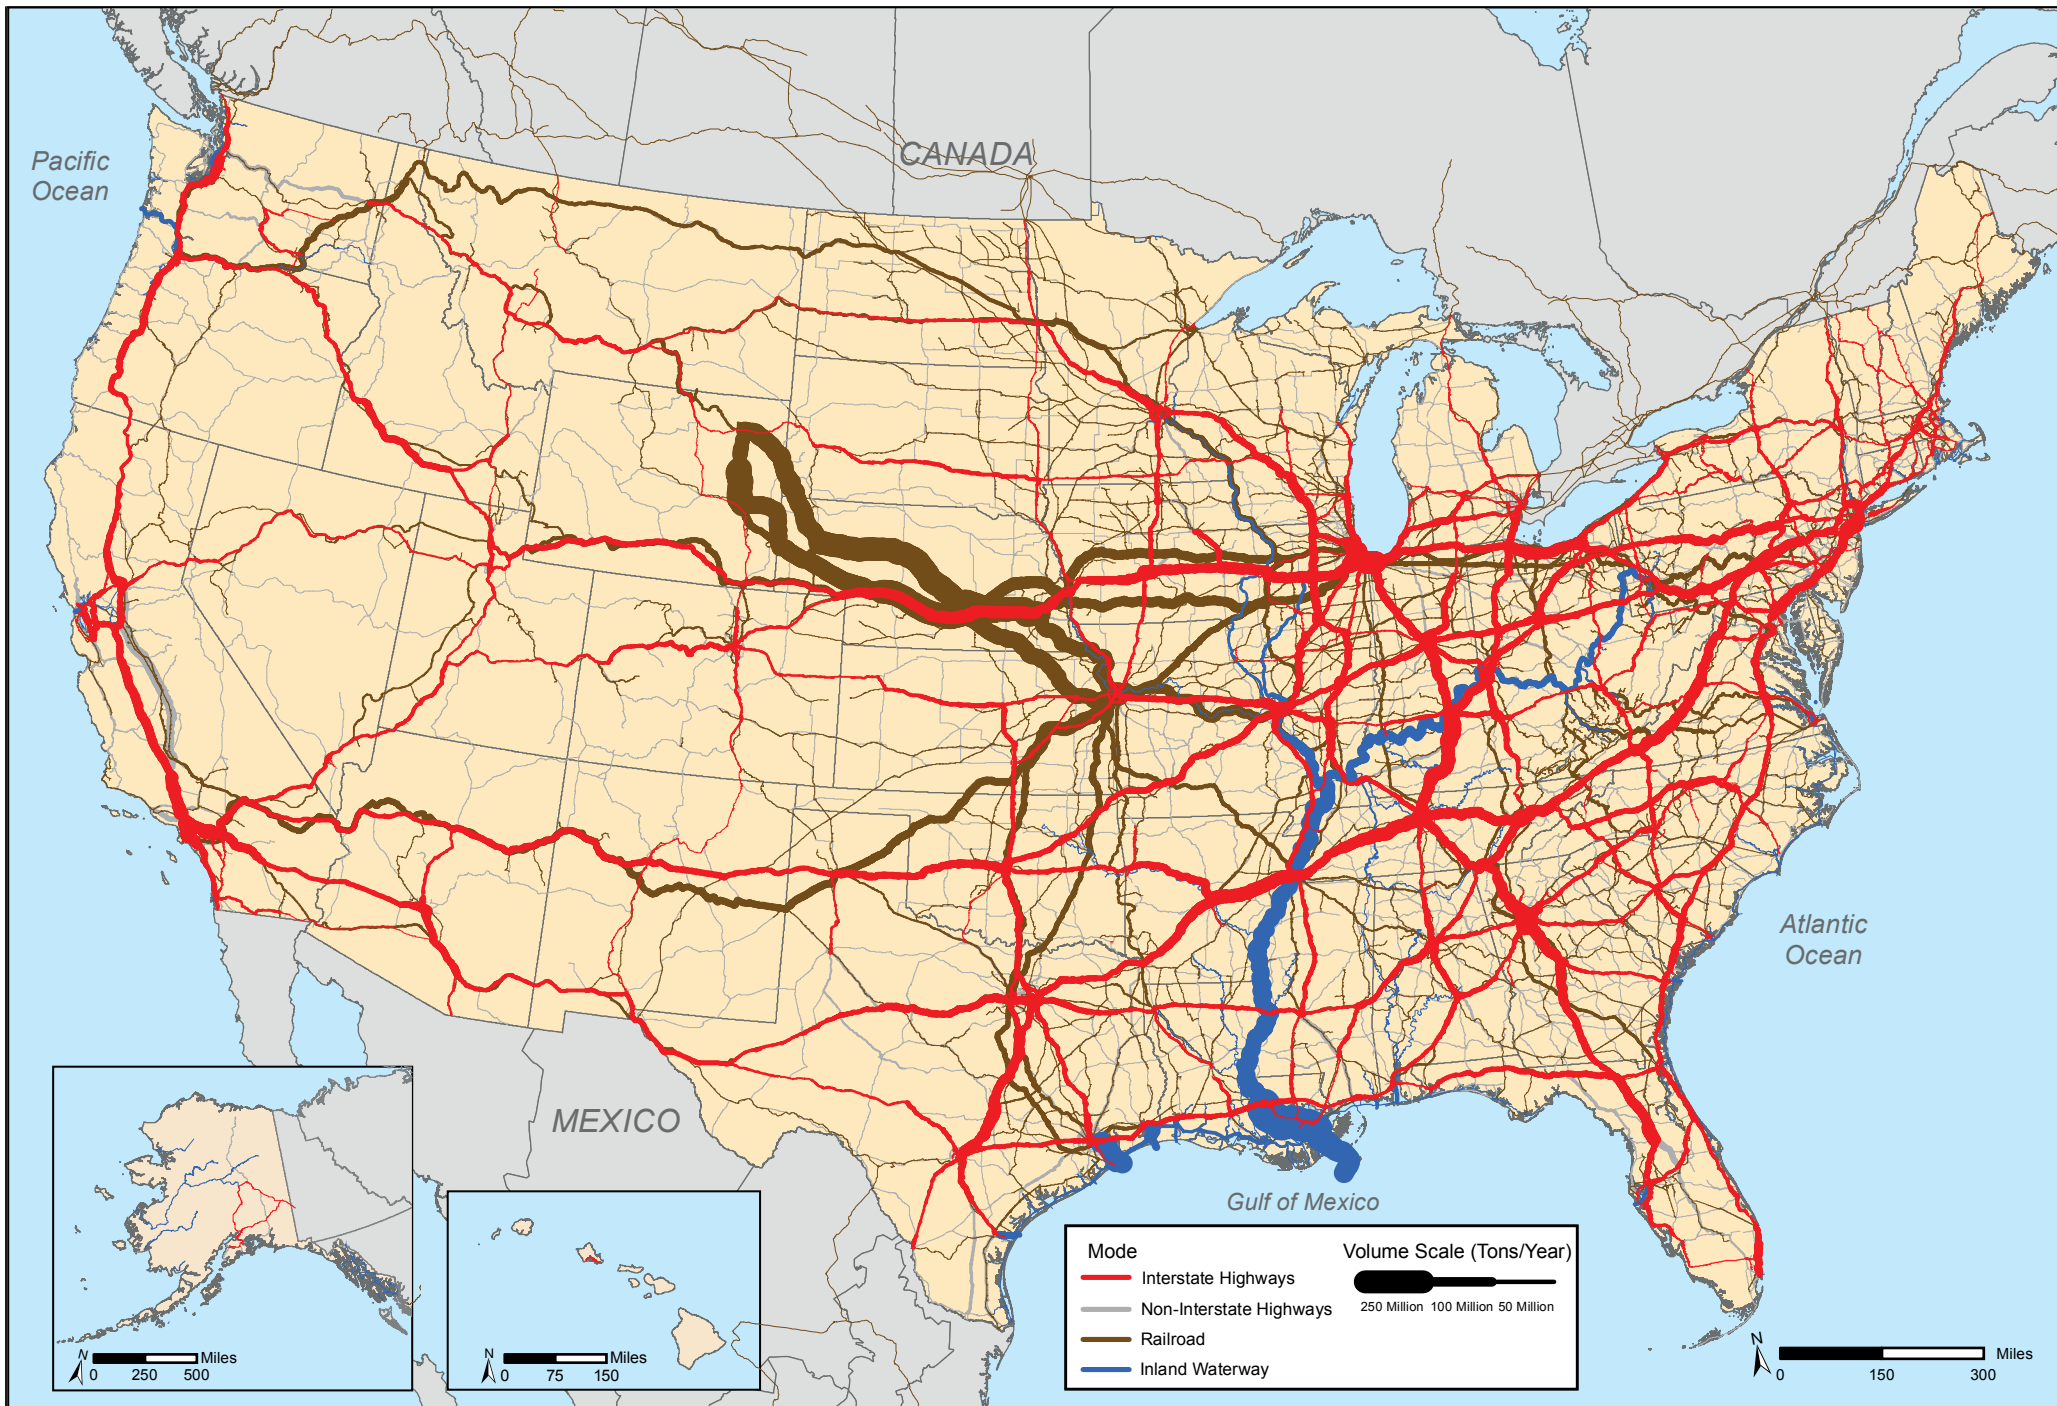 Pacific
Ocean
CANADA
Atlantic
Ocean
MEXICO
Gulf of Mexico
Mode
Interstate Highways
Non-Interstate Highways
Railroad
Inland Waterway
Volume Scale (Tons/Year)
250 Million 100 Million 50 Million
N
Miles
0 250 500
N
Miles
0 75 150
N
Miles
0 150 300